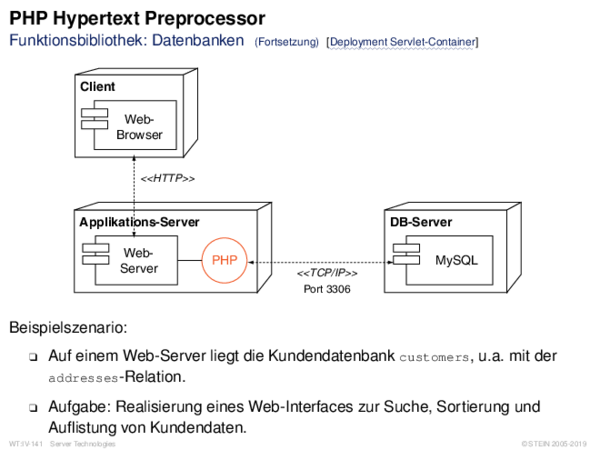 PHP Hypertext Preprocessor
Funktionsbibliothek: Datenbanken (Fortsetzung) [Deployment Servlet-Container]
Client
Web-
Browser
<<HTTP>>
Applikations-Server
Web-
Server
PHP
<<TCP/IP>>
Port 3306
DB-Server
MySQL
Beispielszenario:
❑ Auf einem Web-Server liegt die Kundendatenbank customers, u.a. mit der
addresses-Relation.
❑ Aufgabe: Realisierung eines Web-Interfaces zur Suche, Sortierung und
Auflistung von Kundendaten.
WT:IV-141 Server Technologies
© STEIN 2005-2019